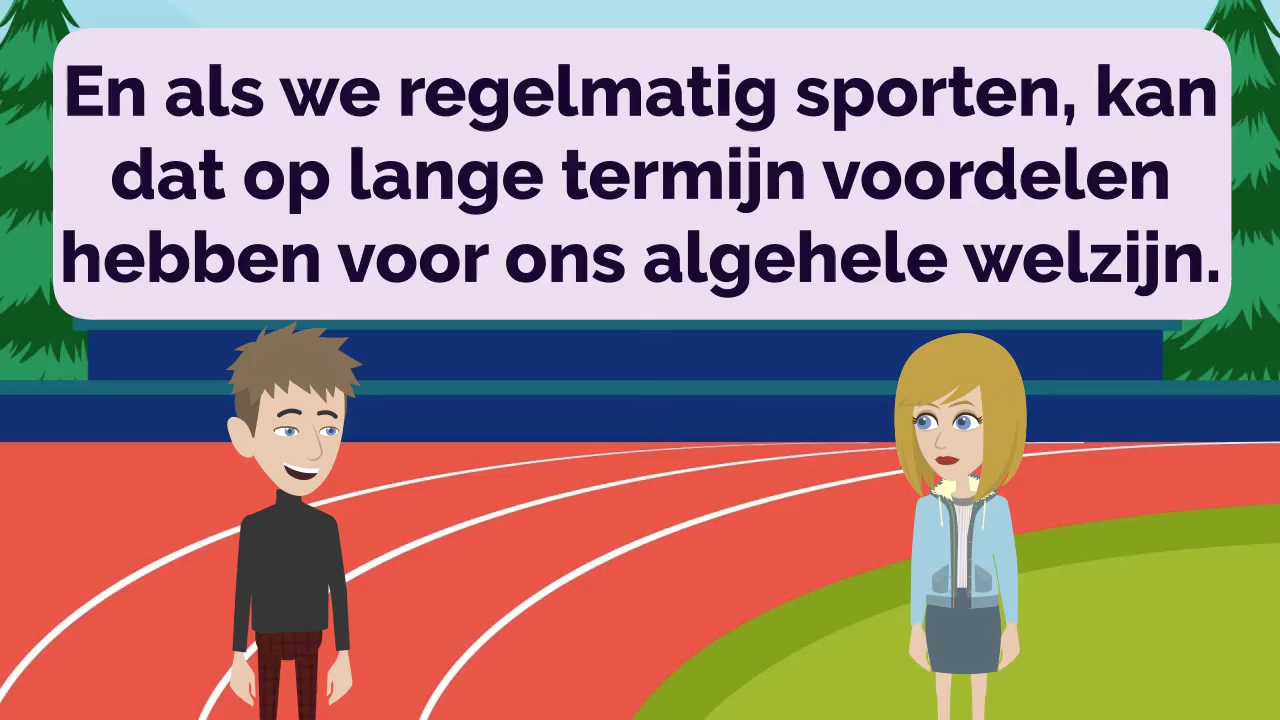 En als we regelmatig sporten, kan
dat op lange termijn voordelen
hebben voor ons algehele welzijn.